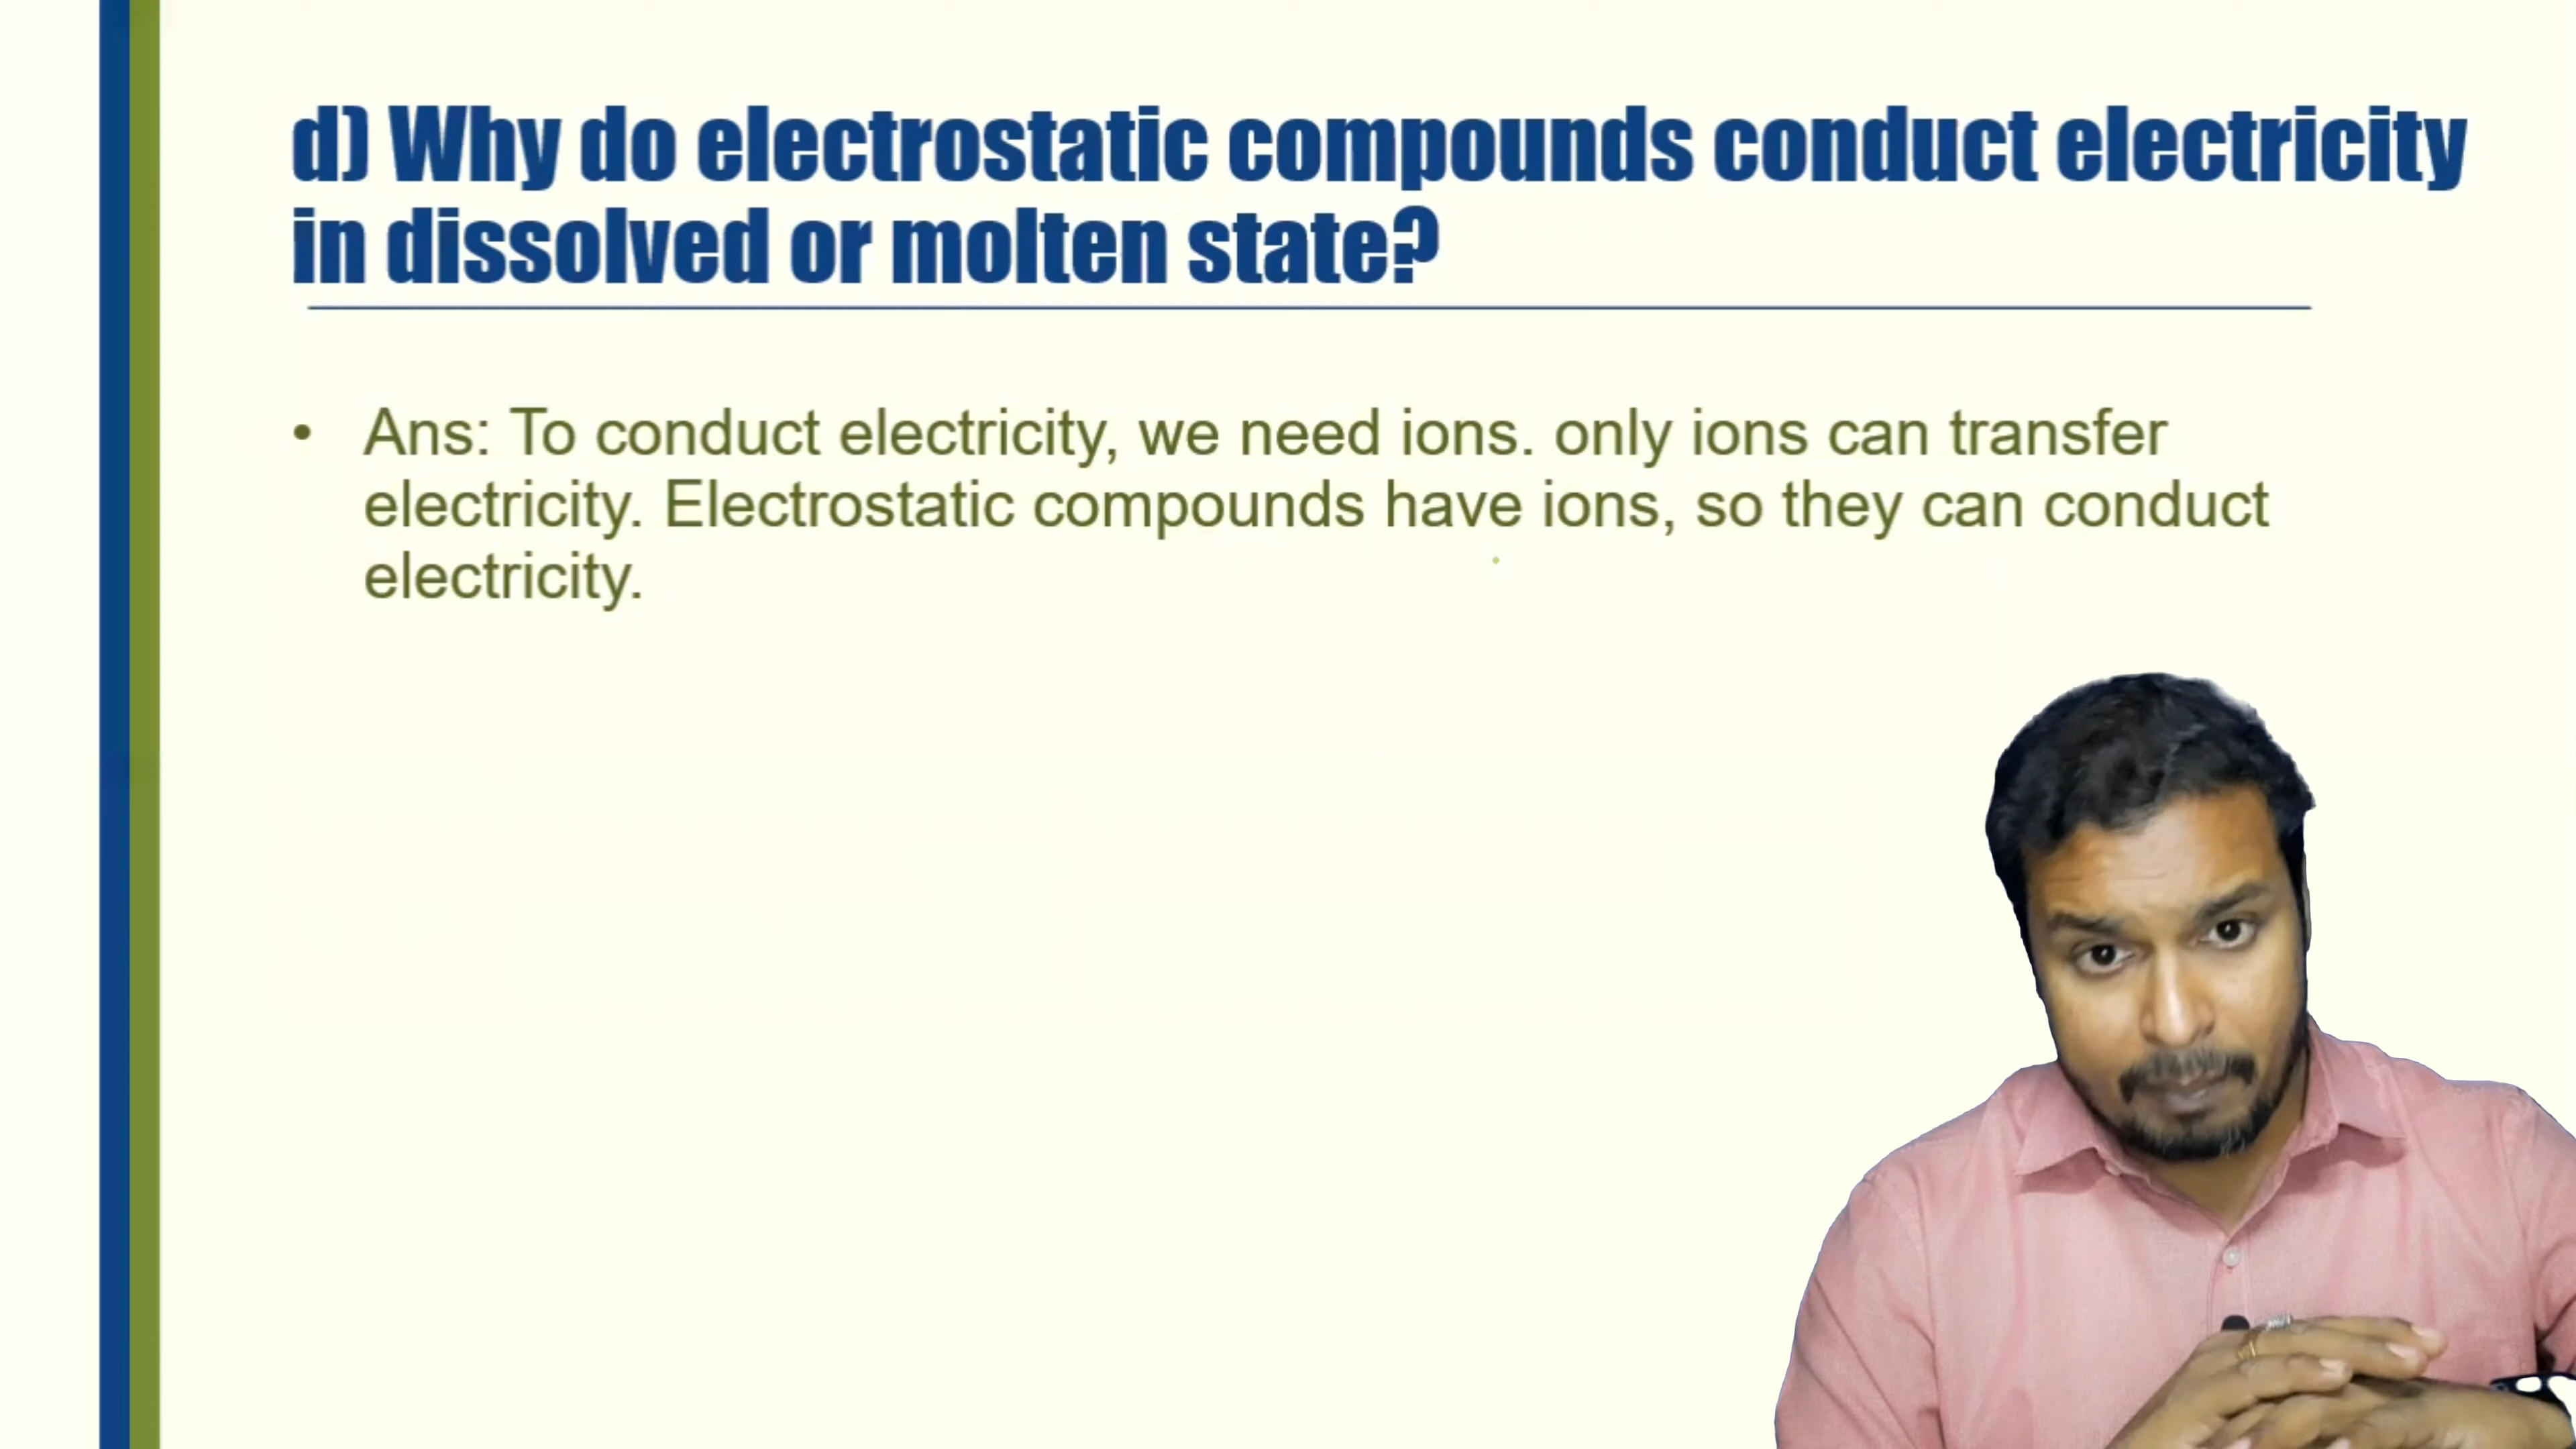 d) Why do electrostatic compounds conduct electricity
in dissolved or molten state?
• Ans: To conduct electricity, we need ions. only ions can transfer
electricity. Electrostatic compounds have ions, so they can conduct
electricity.